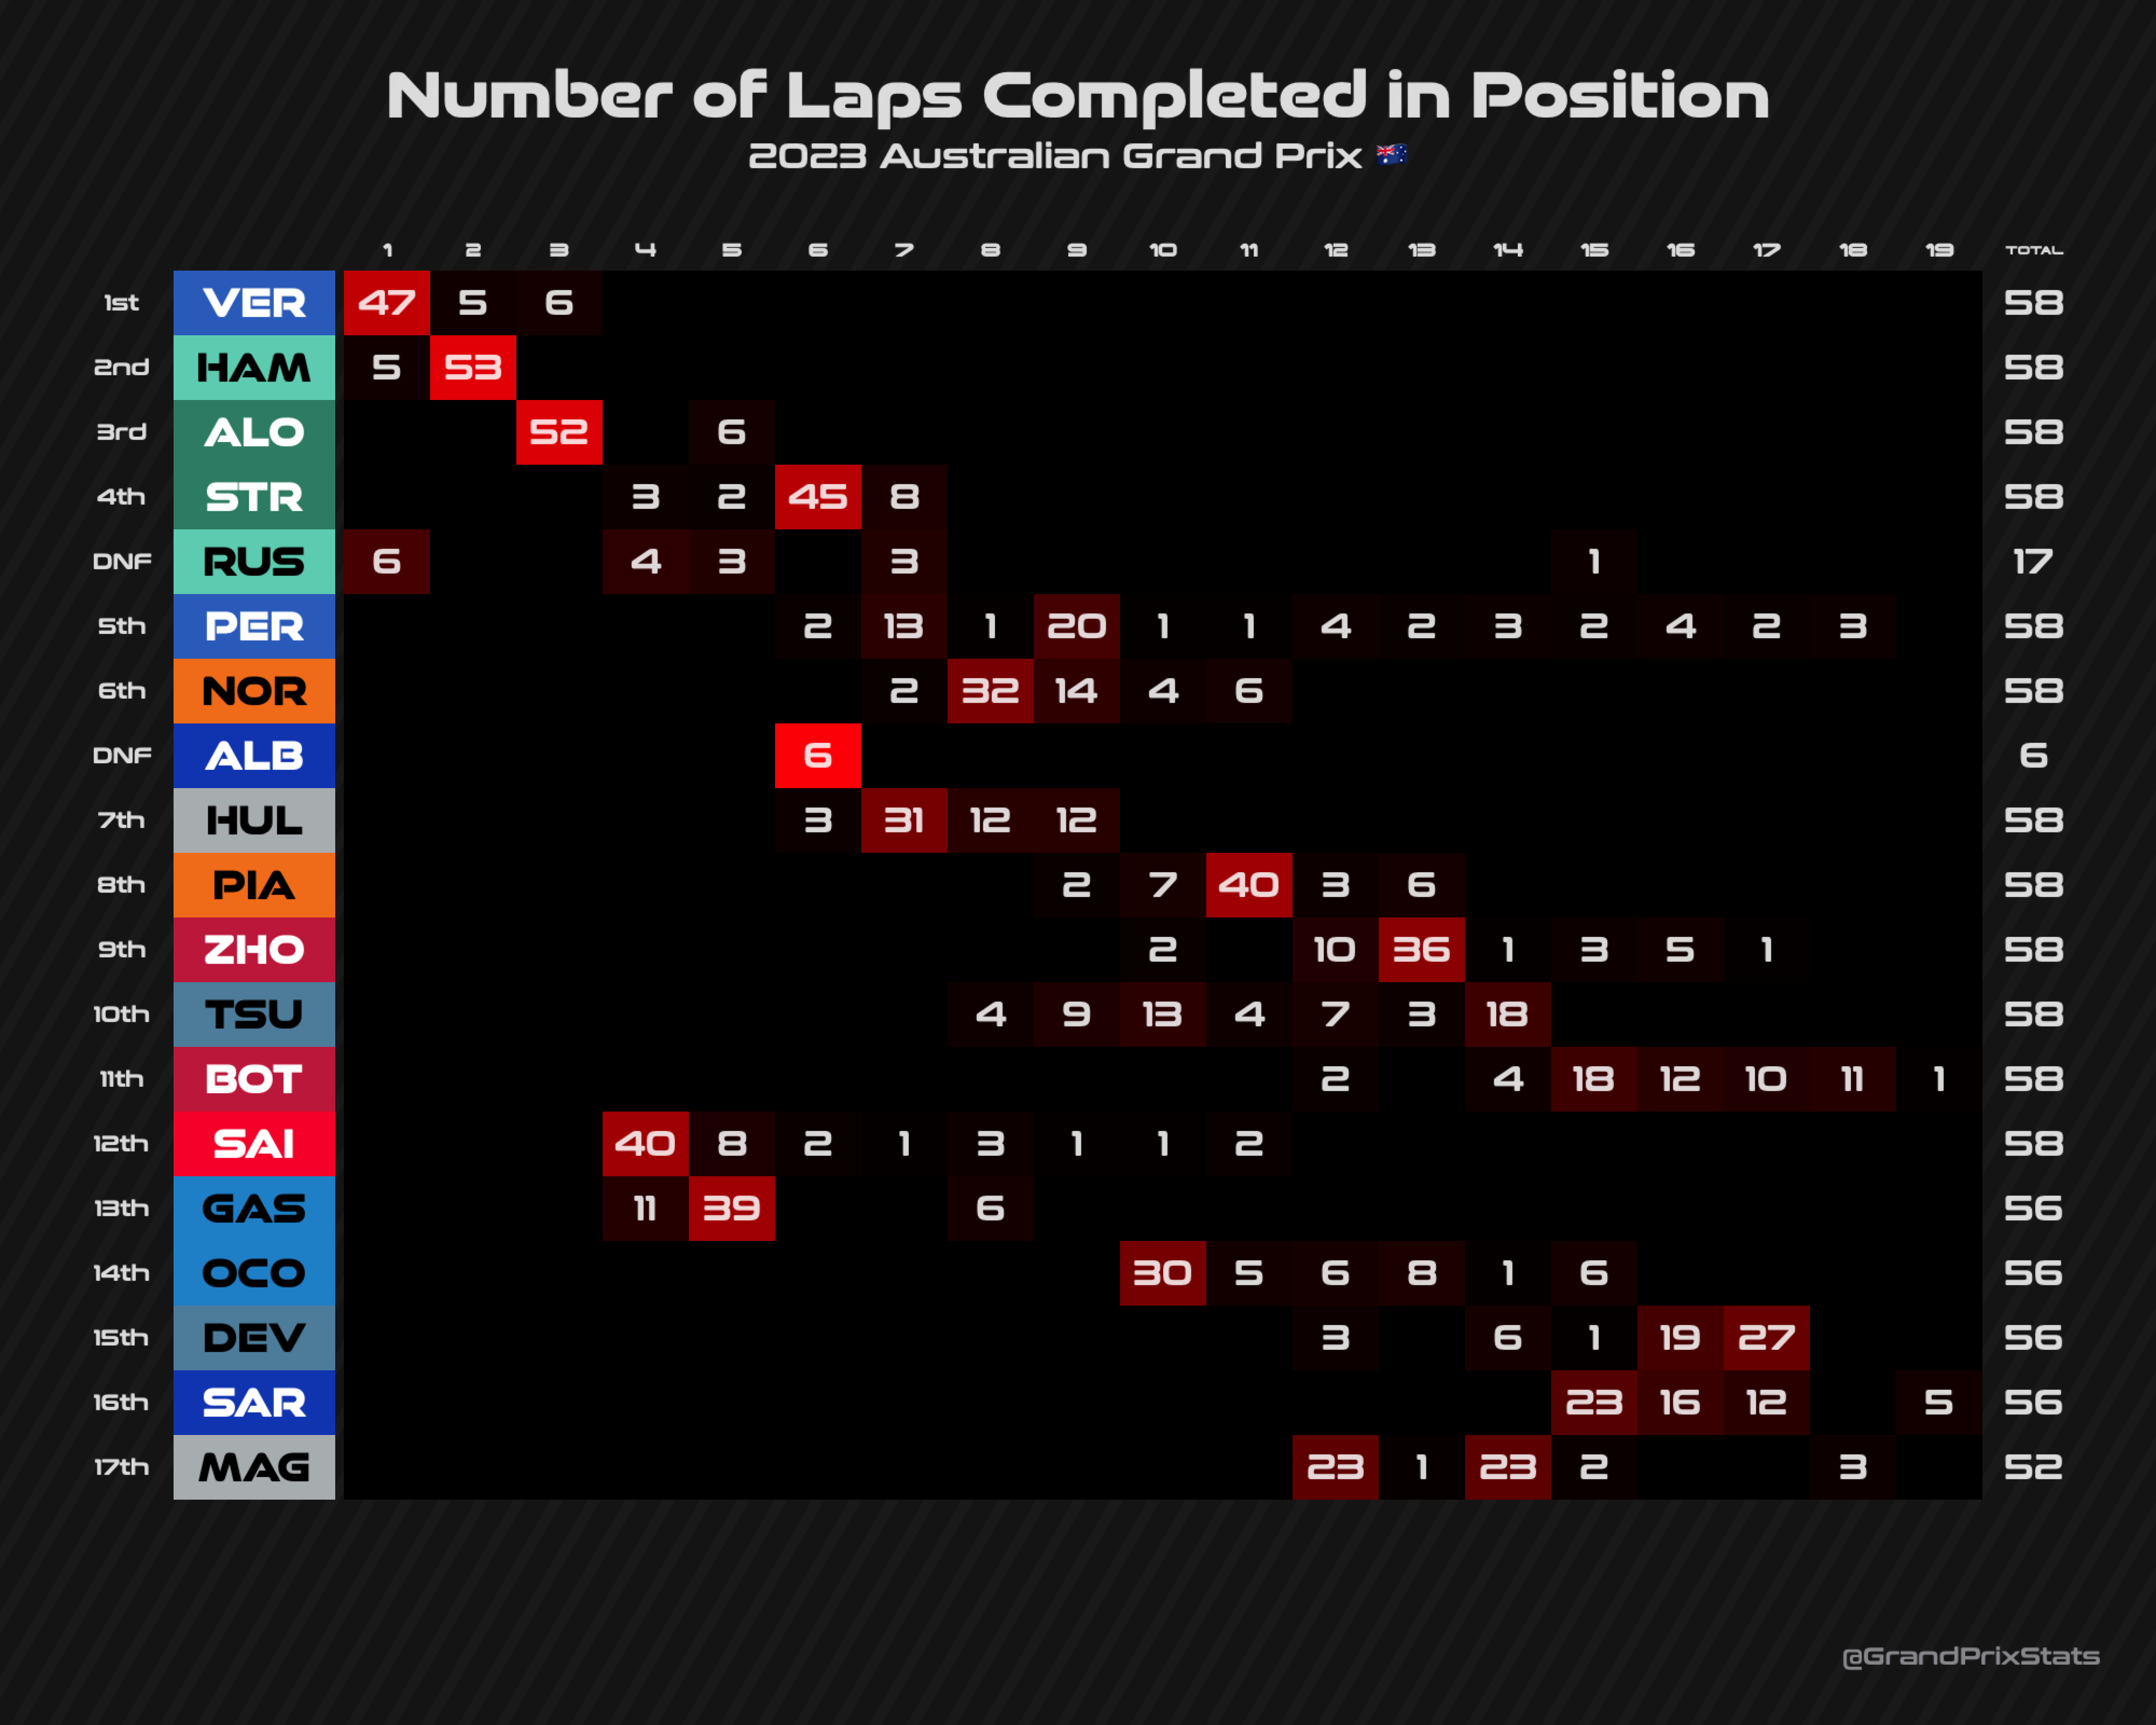 Number of Laps Completed in Position
2023 Australian Grand Prix
1 2 3 4 5 6 7 8 9 10 11 12 13 14 15 16 17 18 19 TOTAL
1st VER 47 5 6 58
2nd HAM 5 53 58
3rd ALO 52 6 58
4th STR 3 2 45 8 58
DNF RUS 6 4 3 3 1 17
5th PER 2 13 1 20 1 1 4 2 3 2 4 2 3 58
6th NOR 2 32 14 4 6 58
DNF ALB 6 6
7th HUL 3 31 12 12 58
8th PIA 2 7 40 3 6 58
9th ZHO 2 10 36 1 3 5 1 58
10th TSU 4 9 13 4 7 3 18 58
11th BOT 2 4 18 12 10 11 1 58
12th SAI 40 8 2 1 3 1 1 2 58
13th GAS 11 39 6 56
14th OCO 30 5 6 8 1 6 56
15th DEV 3 6 1 19 27 56
16th SAR 23 16 12 5 56
17th MAG 23 1 23 2 3 52
@GrandPrixStats